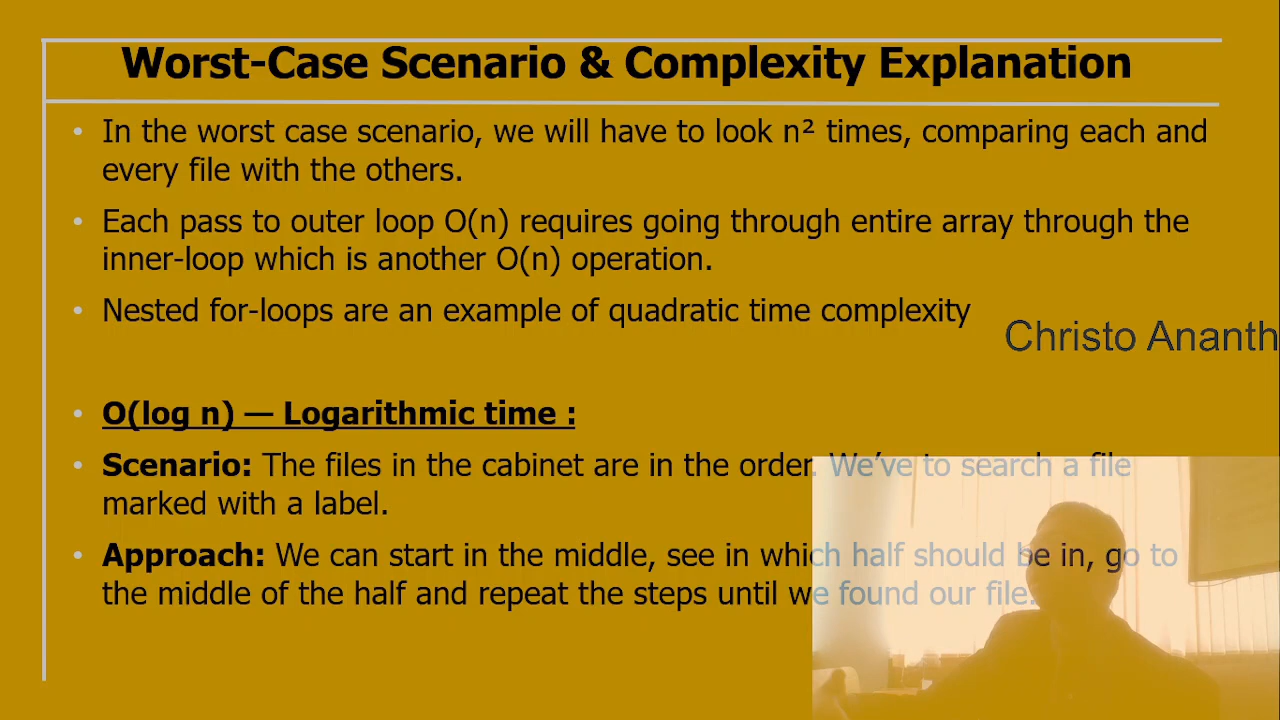 Worst-Case Scenario & Complexity Explanation
• In the worst case scenario, we will have to look n² times, comparing each and
every file with the others.
• Each pass to outer loop O(n) requires going through entire array through the
inner-loop which is another O(n) operation.
• Nested for-loops are an example of quadratic time complexity
Christo Ananth
• O(log n) — Logarithmic time :
• Scenario: The files in the cabinet are in the order. We’ve to search a file
marked with a label.
• Approach: We can start in the middle, see in which half should be in, go to
the middle of the half and repeat the steps until we found our file.